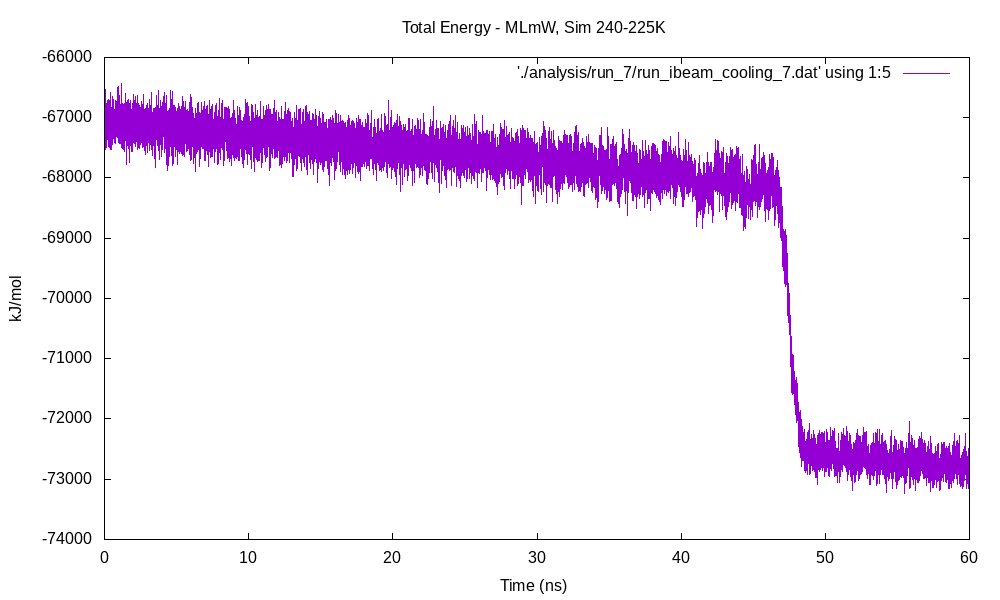 Total Energy - MLmW, Sim 240-225K
'./analysis/run_7/run_ibeam_cooling_7.dat' using 1:5
-66000
-67000
-68000
-69000
-70000
-71000
-72000
-73000
-74000
kJ/mol
0 10 20 30 40 50 60
Time (ns)